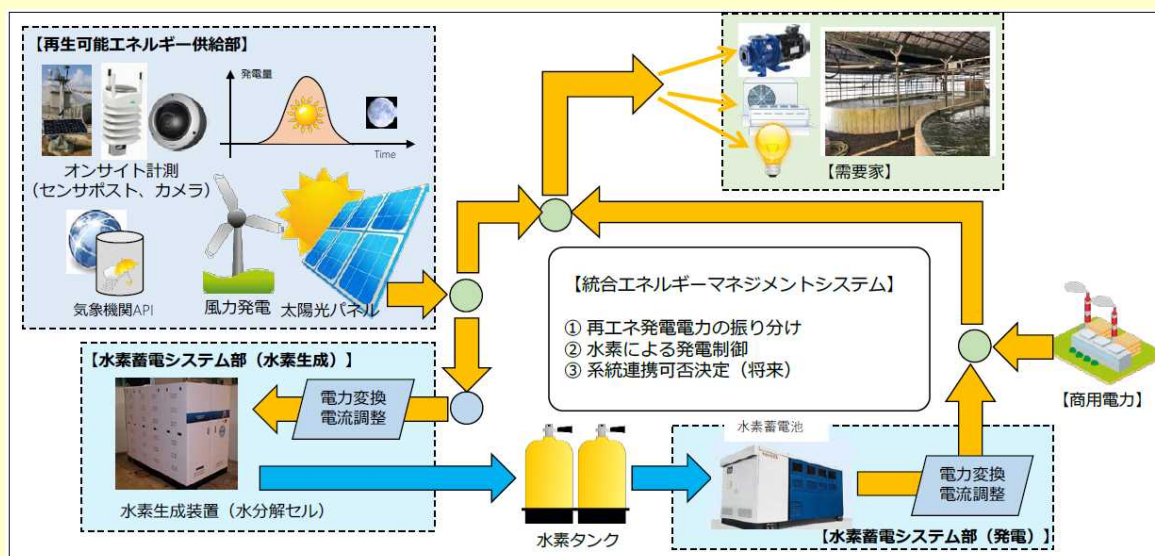 【再生可能エネルギー供給部】
発電量
Time
オンサイト計測
（センサポスト、カメラ）
気象機関API
風力発電
太陽光パネル
【需要家】
【統合エネルギーマネジメントシステム】
① 再エネ発電電力の振り分け
② 水素による発電制御
③ 系統連携可否決定（将来）
【商用電力】
【水素蓄電システム部（水素生成）】
電力変換
電流調整
水素生成装置（水分解セル）
水素タンク
水素蓄電池
電力変換
電流調整
【水素蓄電システム部（発電）】